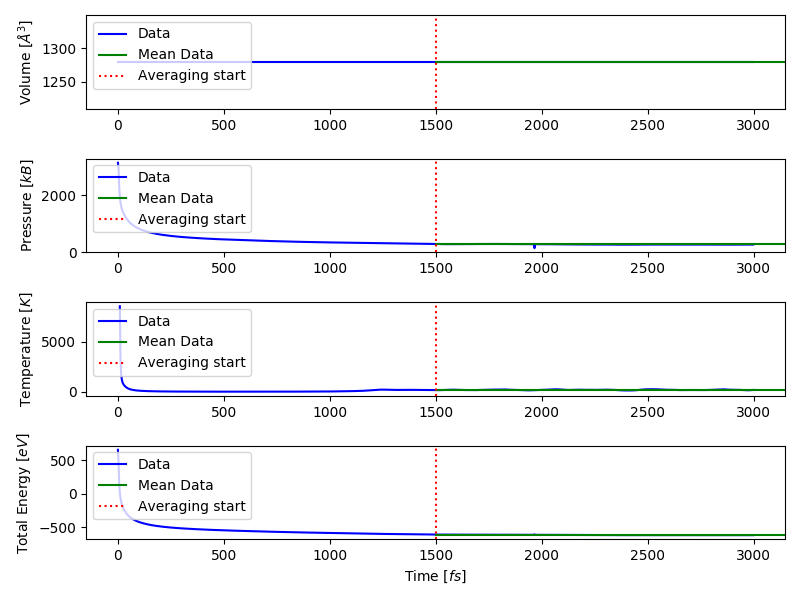 Volume [Å³]
1300
1250
Data
Mean Data
Averaging start
0 500 1000 1500 2000 2500 3000
Pressure [kB]
2000
0
Data
Mean Data
Averaging start
0 500 1000 1500 2000 2500 3000
Temperature [K]
5000
0
Data
Mean Data
Averaging start
0 500 1000 1500 2000 2500 3000
Total Energy [eV]
500
0
−500
Data
Mean Data
Averaging start
0 500 1000 1500 2000 2500 3000
Time [fs]